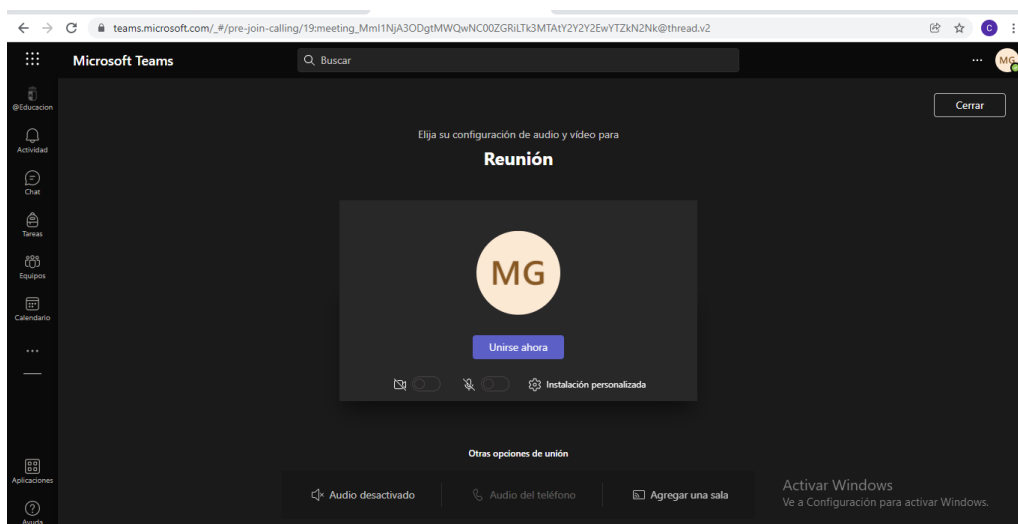 teams.microsoft.com/_#/pre-join-calling/19:meeting_MmI1NjA3ODgtMWQwNC00ZGRiLTk3MTAtY2Y2Y2EwYTZkN2Nk@thread.v2
C
Microsoft Teams
Buscar
MG
@Educacion
Actividad
Chat
Tareas
Equipos
Calendario
Aplicaciones
Ayuda
Cerrar
Elija su configuración de audio y vídeo para
Reunión
MG
Unirse ahora
Instalación personalizada
Otras opciones de unión
Audio desactivado
Audio del teléfono
Agregar una sala
Activar Windows
Ve a Configuración para activar Windows.